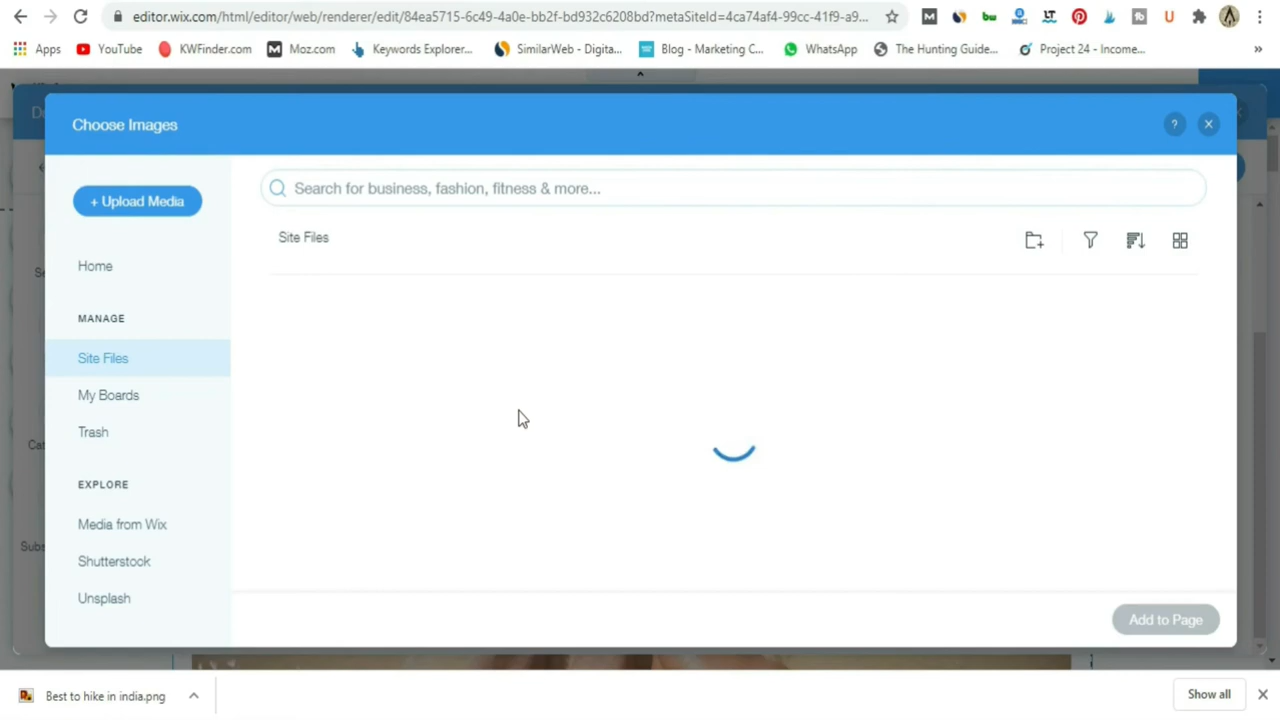 editor.wix.com/html/editor/web/renderer/edit/84ea5715-6c49-4a0e-bb2f-bd932c6208bd?metaSiteId=4ca74af4-99cc-41f9-a9...
Apps YouTube KWFinder.com Moz.com Keywords Explorer... SimilarWeb - Digita... Blog - Marketing C... WhatsApp The Hunting Guide... Project 24 - Income... »
Choose Images ? ×
+ Upload Media
Search for business, fashion, fitness & more...
Site Files
Home
MANAGE
Site Files
My Boards
Trash
EXPLORE
Media from Wix
Shutterstock
Unsplash
Add to Page
Best to hike in india.png
Show all